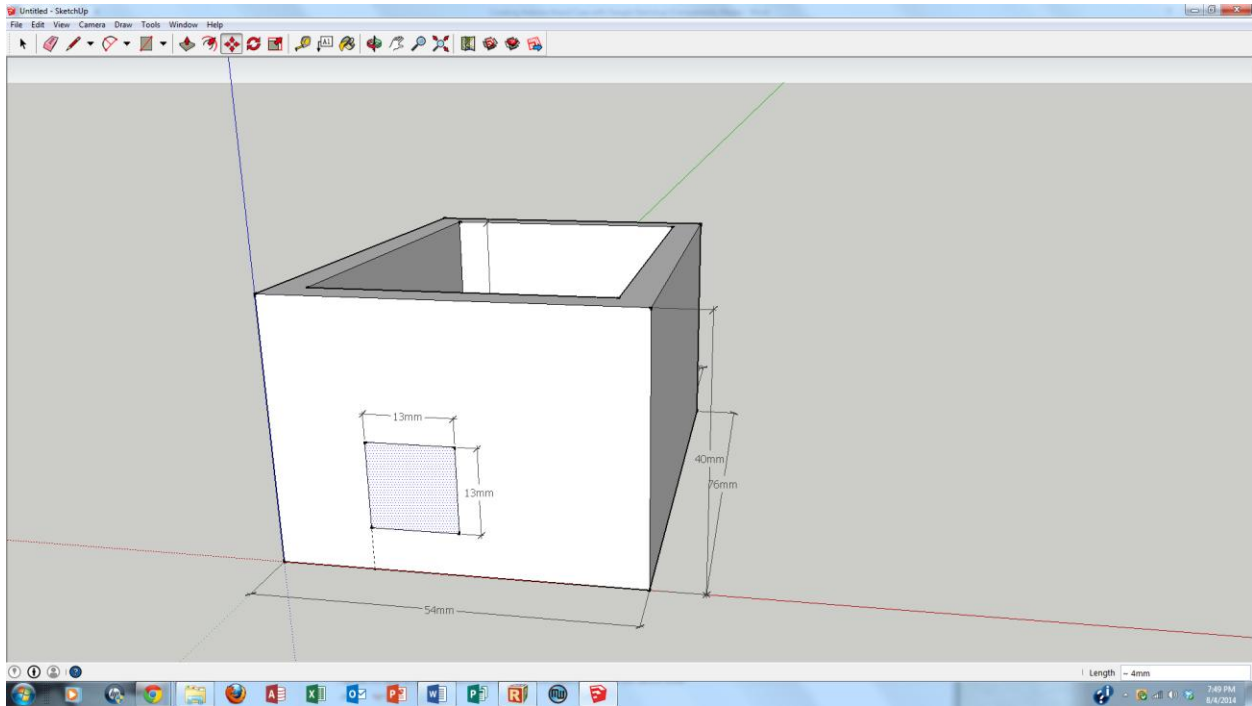 Untitled - SketchUp
File Edit View Camera Draw Tools Window Help
A1
13mm
13mm
40mm
76mm
54mm
Length ~ 4mm
7:49 PM
8/4/2014